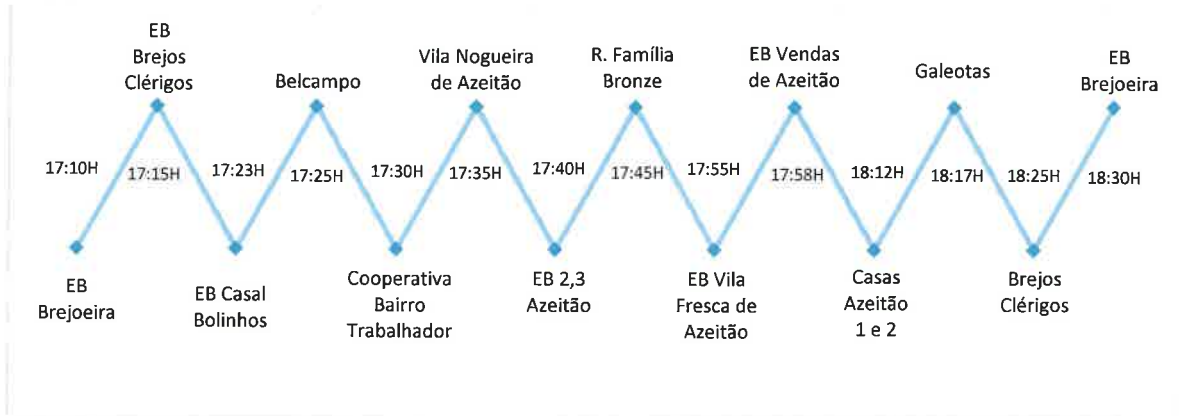 EB
Brejos
Clérigos
Belcampo
Vila Nogueira
de Azeitão
R. Família
Bronze
EB Vendas
de Azeitão
Galeotas
EB
Brejoeira
17:10H
17:15H
17:23H
17:25H
17:30H
17:35H
17:40H
17:45H
17:55H
17:58H
18:12H
18:17H
18:25H
18:30H
EB
Brejoeira
EB Casal
Bolinhos
Cooperativa
Bairro
Trabalhador
EB 2,3
Azeitão
EB Vila
Fresca de
Azeitão
Casas
Azeitão
1 e 2
Brejos
Clérigos